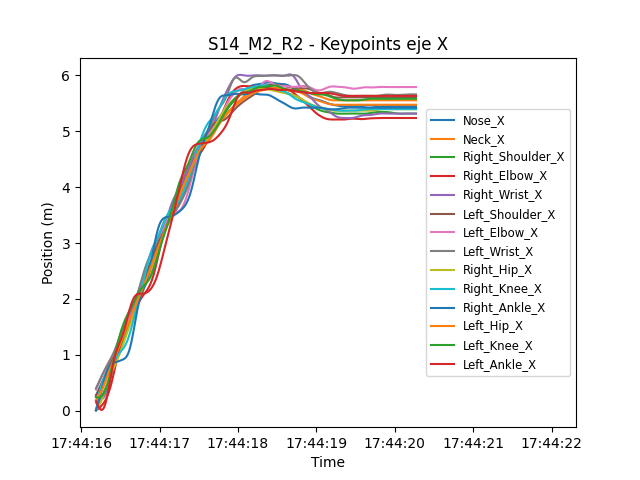 S14_M2_R2 - Keypoints eje X
Position (m)
6
5
4
3
2
1
0
Nose_X
Neck_X
Right_Shoulder_X
Right_Elbow_X
Right_Wrist_X
Left_Shoulder_X
Left_Elbow_X
Left_Wrist_X
Right_Hip_X
Right_Knee_X
Right_Ankle_X
Left_Hip_X
Left_Knee_X
Left_Ankle_X
17:44:16 17:44:17 17:44:18 17:44:19 17:44:20 17:44:21 17:44:22
Time